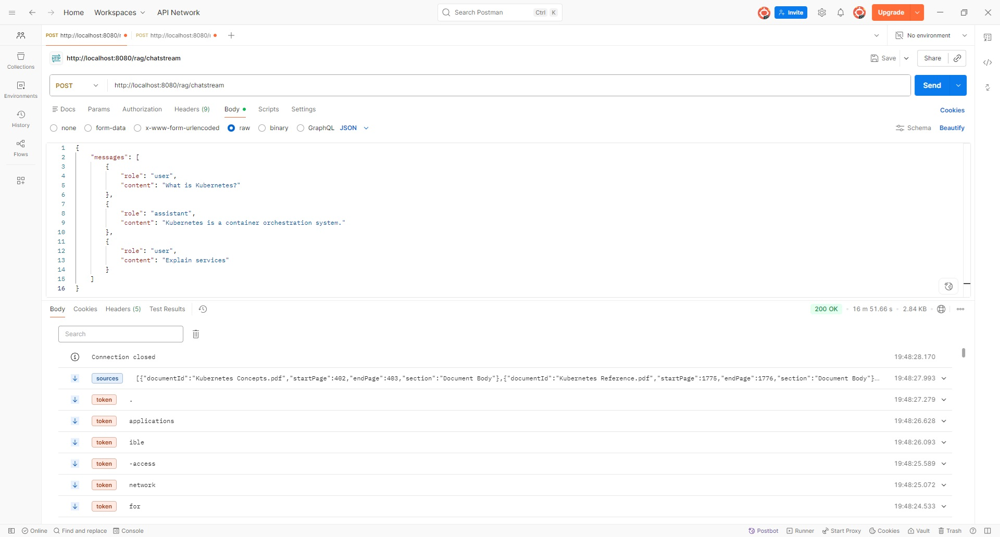 Home Workspaces API Network Search Postman Ctrl K Invite Upgrade
POST http://localhost:8080/r POST http://localhost:8080/r No environment
HTTP http://localhost:8080/rag/chatstream Save Share
POST http://localhost:8080/rag/chatstream Send
Docs Params Authorization Headers (9) Body Scripts Settings Cookies
none form-data x-www-form-urlencoded raw binary GraphQL JSON Schema Beautify
Collections
Environments
History
Flows
1 {
2 "messages": [
3 {
4 "role": "user",
5 "content": "What is Kubernetes?"
6 },
7 {
8 "role": "assistant",
9 "content": "Kubernetes is a container orchestration system."
10 },
11 {
12 "role": "user",
13 "content": "Explain services"
14 }
15 ]
16 }
Body Cookies Headers (5) Test Results 200 OK • 16 m 51.66 s • 2.84 KB •
Search
Connection closed 19:48:28.170
sources [{"documentId":"Kubernetes Concepts.pdf","startPage":402,"endPage":403,"section":"Document Body"},{"documentId":"Kubernetes Reference.pdf","startPage":1775,"endPage":1776,"section":"Document Body"}... 19:48:27.993
token . 19:48:27.279
token applications 19:48:26.628
token ible 19:48:26.093
token -access 19:48:25.589
token network 19:48:25.072
token for 19:48:24.533
Online Find and replace Console Postbot Runner Start Proxy Cookies Vault Trash